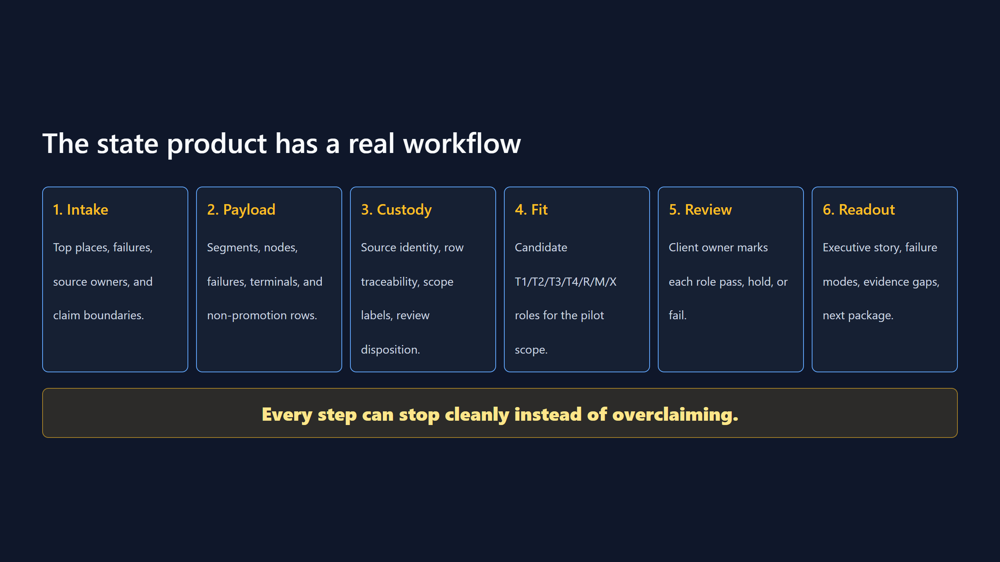 The state product has a real workflow
1. Intake
Top places, failures,
source owners, and
claim boundaries.
2. Payload
Segments, nodes,
failures, terminals, and
non-promotion rows.
3. Custody
Source identity, row
traceability, scope
labels, review
disposition.
4. Fit
Candidate
T1/T2/T3/T4/R/M/X
roles for the pilot
scope.
5. Review
Client owner marks
each role pass, hold, or
fail.
6. Readout
Executive story, failure
modes, evidence gaps,
next package.
Every step can stop cleanly instead of overclaiming.